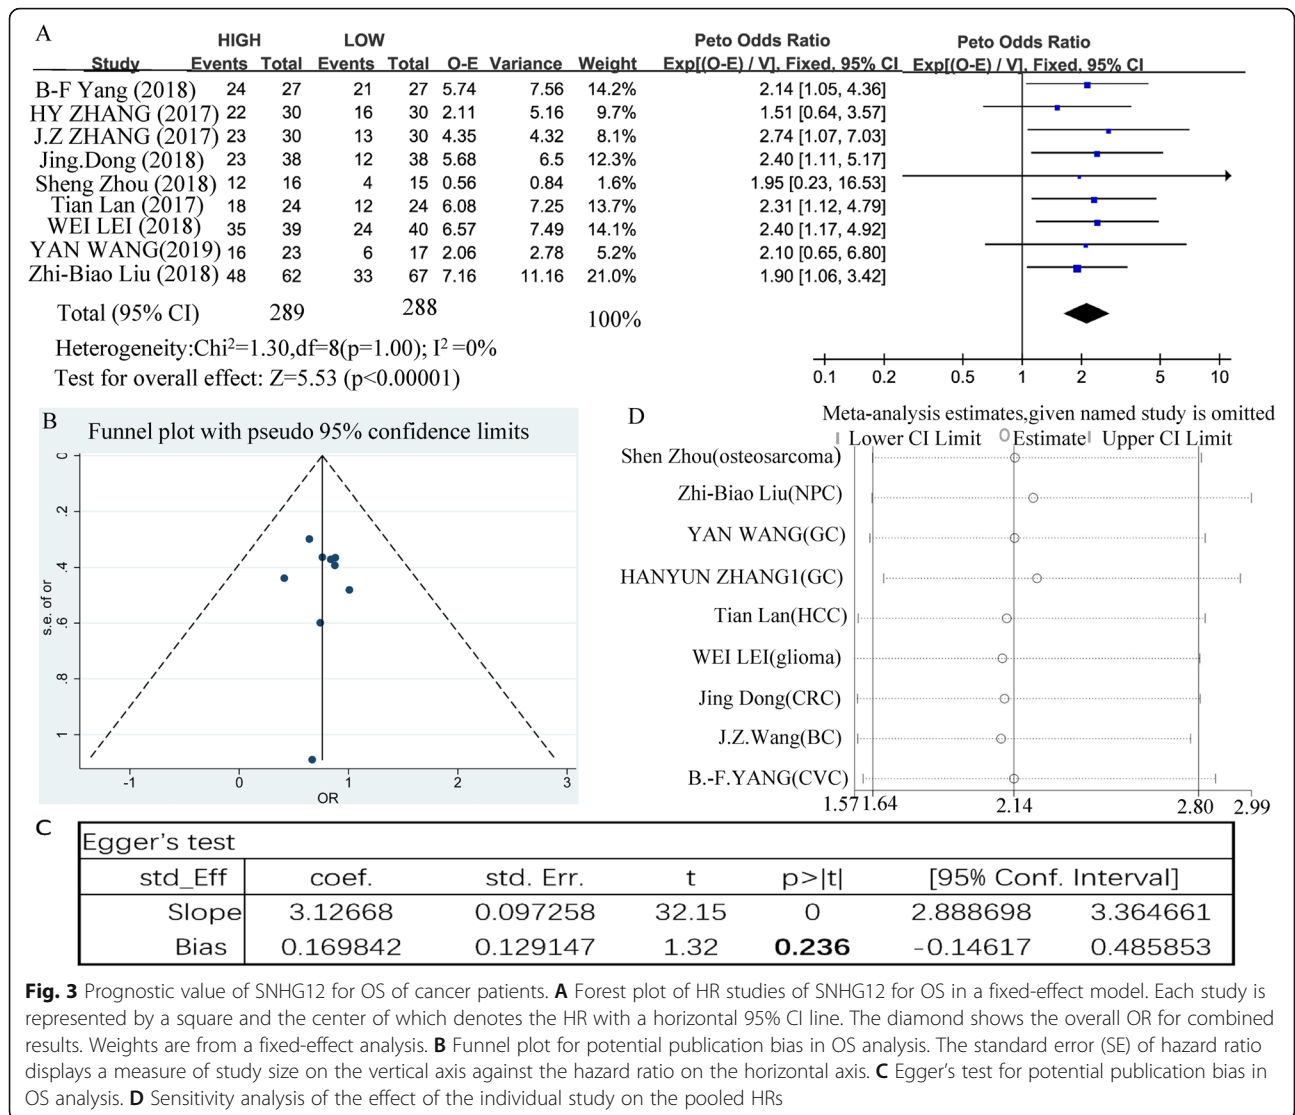 A
HIGH LOW Peto Odds Ratio Peto Odds Ratio
Study Events Total Events Total O-E Variance Weight Exp[(O-E) / V], Fixed, 95% CI Exp[(O-E) / V], Fixed, 95% CI
B-F Yang (2018) 24 27 21 27 5.74 7.56 14.2% 2.14 [1.05, 4.36]
HY ZHANG (2017) 22 30 16 30 2.11 5.16 9.7% 1.51 [0.64, 3.57]
J.Z ZHANG (2017) 23 30 13 30 4.35 4.32 8.1% 2.74 [1.07, 7.03]
Jing.Dong (2018) 23 38 12 38 5.68 6.5 12.3% 2.40 [1.11, 5.17]
Sheng Zhou (2018) 12 16 4 15 0.56 0.84 1.6% 1.95 [0.23, 16.53]
Tian Lan (2017) 18 24 12 24 6.08 7.25 13.7% 2.31 [1.12, 4.79]
WEI LEI (2018) 35 39 24 40 6.57 7.49 14.1% 2.40 [1.17, 4.92]
YAN WANG(2019) 16 23 6 17 2.06 2.78 5.2% 2.10 [0.65, 6.80]
Zhi-Biao Liu (2018) 48 62 33 67 7.16 11.16 21.0% 1.90 [1.06, 3.42]
Total (95% CI) 289 288 100%
Heterogeneity:Chi²=1.30,df=8(p=1.00); I²=0%
Test for overall effect: Z=5.53 (p<0.00001)
0.1 0.2 0.5 1 2 5 10
B
Funnel plot with pseudo 95% confidence limits
0
.2
.4
.6
.8
1
s.e. of or
-1 0 1 2 3
OR
D
Meta-analysis estimates,given named study is omitted
Lower CI Limit Estimate Upper CI Limit
Shen Zhou(osteosarcoma)
Zhi-Biao Liu(NPC)
YAN WANG(GC)
HANYUN ZHANG1(GC)
Tian Lan(HCC)
WEI LEI(glioma)
Jing Dong(CRC)
J.Z.Wang(BC)
B.-F.YANG(CVC)
1.57 1.64 2.14 2.80 2.99
C
Egger's test
std_Eff coef. std. Err. t p>|t| [95% Conf. Interval]
Slope 3.12668 0.097258 32.15 0 2.888698 3.364661
Bias 0.169842 0.129147 1.32 0.236 -0.14617 0.485853
Fig. 3 Prognostic value of SNHG12 for OS of cancer patients. A Forest plot of HR studies of SNHG12 for OS in a fixed-effect model. Each study is
represented by a square and the center of which denotes the HR with a horizontal 95% CI line. The diamond shows the overall OR for combined
results. Weights are from a fixed-effect analysis. B Funnel plot for potential publication bias in OS analysis. The standard error (SE) of hazard ratio
displays a measure of study size on the vertical axis against the hazard ratio on the horizontal axis. C Egger's test for potential publication bias in
OS analysis. D Sensitivity analysis of the effect of the individual study on the pooled HRs